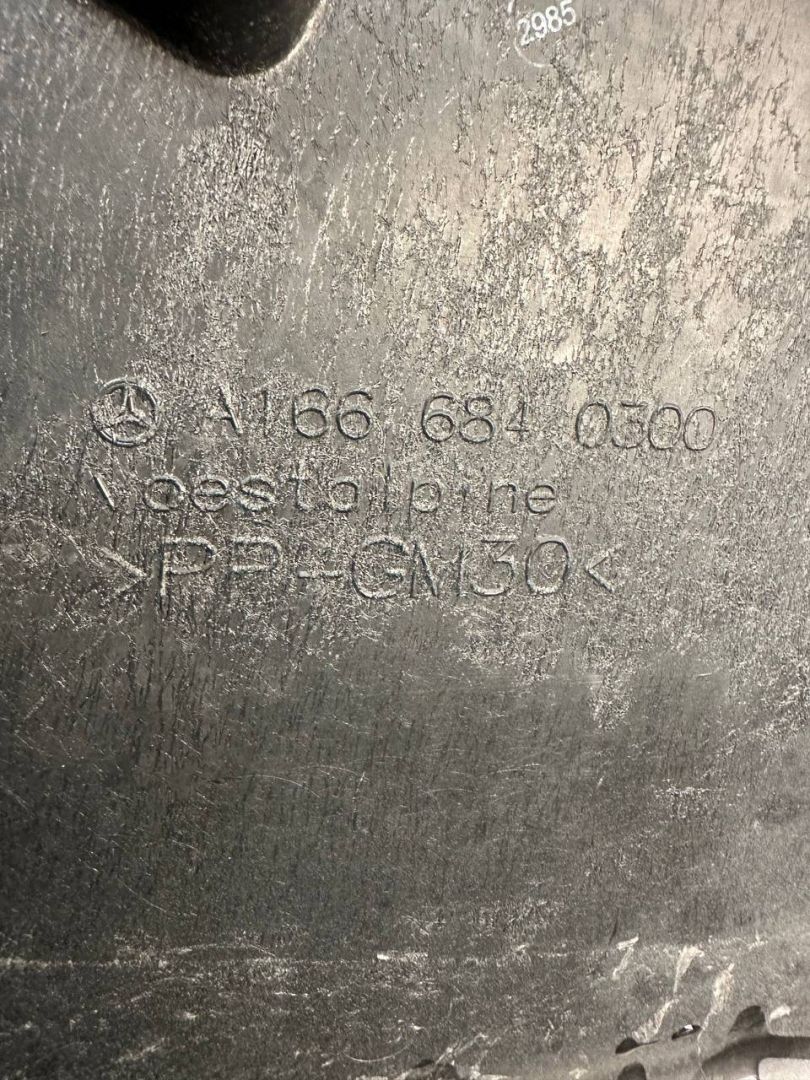 2985
A166 684 0300
Voestalpine
>PP-GM30<